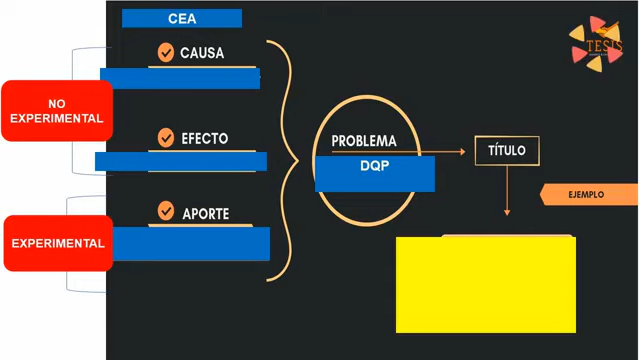 CEA
CAUSA
NO
EXPERIMENTAL
EFECTO
APORTE
EXPERIMENTAL
PROBLEMA
DQP
TÍTULO
EJEMPLO
TESIS